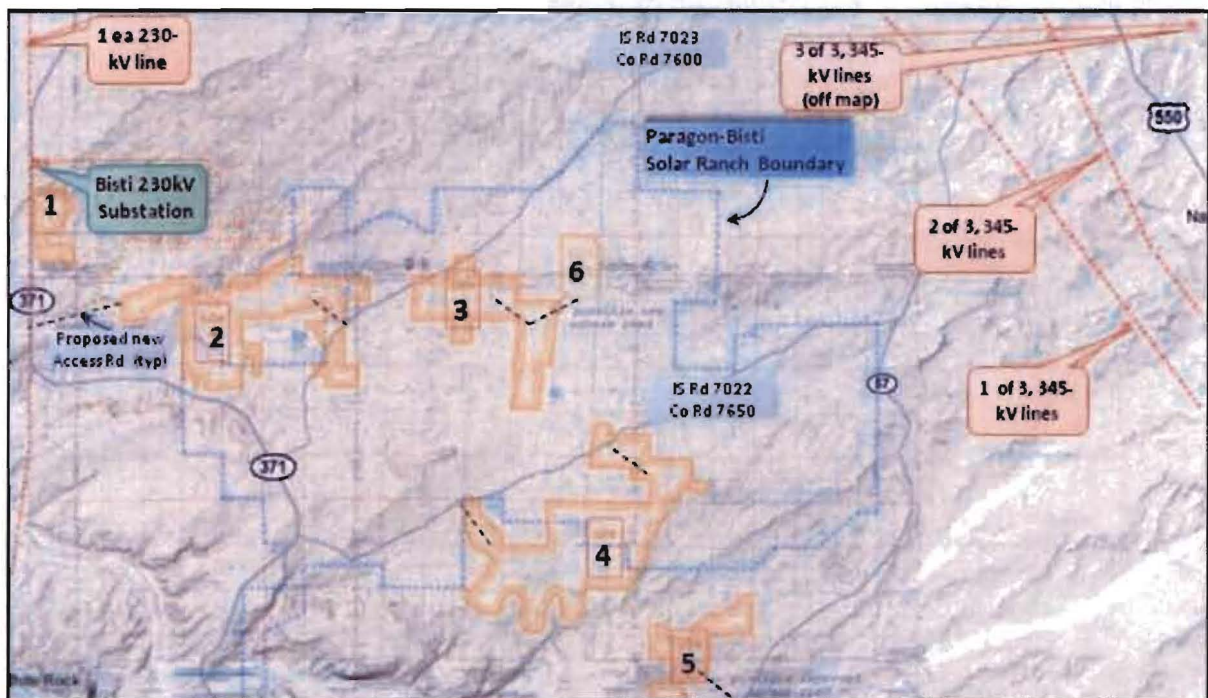 1 ea 230-
kV line
IS Rd 7023
Co Rd 7600
3 of 3, 345-
kV lines
(off map)
550
Paragon-Bisti
Solar Ranch Boundary
Bisti 230kV
Substation
1
2 of 3, 345-
kV lines
6
371
3
2
Proposed new
Access Rd (typ)
IS Rd 7022
Co Rd 7650
57
1 of 3, 345-
kV lines
371
4
5